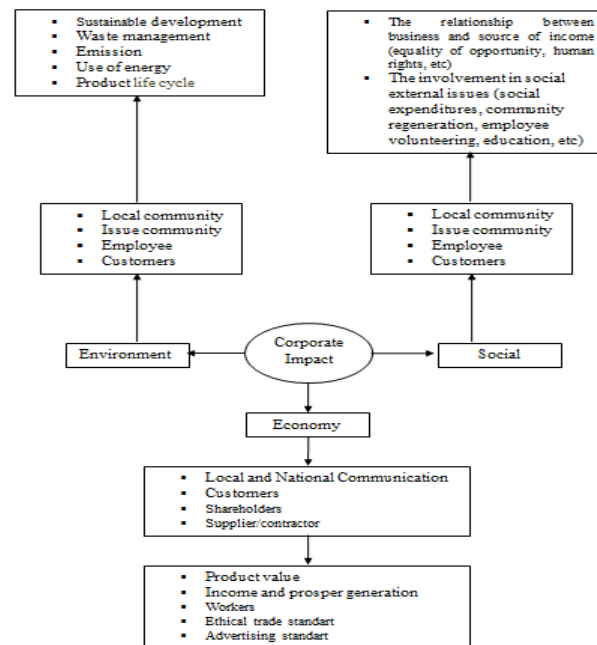 ▪ Sustainable development
▪ Waste management
▪ Emission
▪ Use of energy
▪ Product life cycle
▪ The relationship between
business and source of income
(equality of opportunity, human
rights, etc)
▪ The involvement in social
external issues (social
expenditures, community
regeneration, employee
volunteering, education, etc)
▪ Local community
▪ Issue community
▪ Employee
▪ Customers
▪ Local community
▪ Issue community
▪ Employee
▪ Customers
Environment
Corporate
Impact
Social
Economy
▪ Local and National Communication
▪ Customers
▪ Shareholders
▪ Supplier/contractor
▪ Product value
▪ Income and prosper generation
▪ Workers
▪ Ethical trade standart
▪ Advertising standart